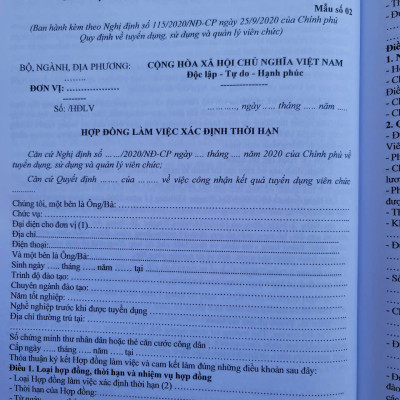 Mẫu số 02
(Ban hành kèm theo Nghị định số 115/2020/NĐ-CP ngày 25/9/2020 của Chính phủ
Quy định về tuyển dụng, sử dụng và quản lý viên chức)
BỘ, NGÀNH, ĐỊA PHƯƠNG: CỘNG HÒA XÃ HỘI CHỦ NGHĨA VIỆT NAM
ĐƠN VỊ: .............. Độc lập - Tự do - Hạnh phúc
Số: /HĐLV ..........., ngày ..... tháng ..... năm ....
HỢP ĐỒNG LÀM VIỆC XÁC ĐỊNH THỜI HẠN
Căn cứ Nghị định số ....../2020/NĐ-CP ngày .... tháng .... năm 2020 của Chính phủ về
tuyển dụng, sử dụng và quản lý viên chức;
Căn cứ Quyết định ....... của ... ........ về việc công nhận kết quả tuyển dụng viên chức
Chúng tôi, một bên là Ông/Bà:
Chức vụ:
Đại diện cho đơn vị (1)
Địa chỉ
Điện thoại:
Và một bên là Ông/Bà:
Sinh ngày ..... tháng ..... năm ...... tại
Trình độ đào tạo:
Chuyên ngành đào tạo:
Năm tốt nghiệp:
Nghề nghiệp trước khi được tuyển dụng
Địa chỉ thường trú tại:
Số chứng minh thư nhân dân hoặc thẻ căn cước công dân
Cấp ngày ..... tháng ..... năm ..... tại
Thỏa thuận ký kết Hợp đồng làm việc và cam kết làm đúng những điều khoản sau đây:
Điều 1. Loại hợp đồng, thời hạn và nhiệm vụ hợp đồng
- Loại Hợp đồng làm việc xác định thời hạn (2)
- Thời hạn của Hợp đồng: